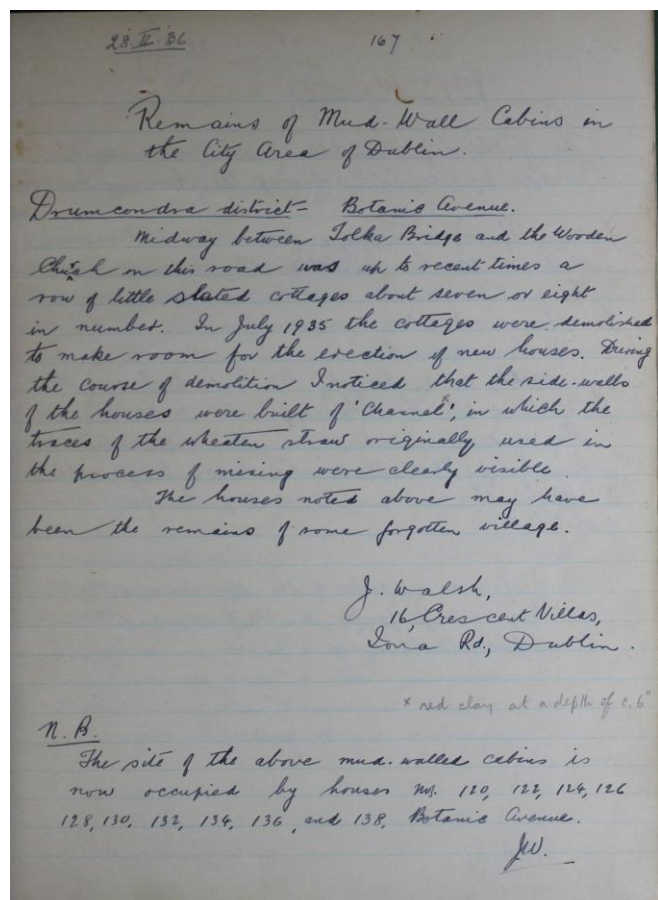 28.II.36
167
Remains of Mud-Wall Cabins in
the City Area of Dublin.
Drumcondra district - Botanic Avenue.
Midway between Tolka Bridge and the Wooden
Church on this road was up to recent times a
row of little slated cottages about seven or eight
in number. In July 1935 the cottages were demolished
to make room for the erection of new houses. During
the course of demolition I noticed that the side-walls
of the houses were built of 'Channel'ˣ, in which the
traces of the wheaten straw originally used in
the process of mixing were clearly visible.
The houses noted above may have
been the remains of some forgotten village.
J. Walsh,
16, Crescent Villas,
Iona Rd., Dublin.
x red clay at a depth of c. 6"
N.B.
The site of the above mud-walled cabins is
now occupied by houses Nos. 120, 122, 124, 126
128, 130, 132, 134, 136, and 138, Botanic Avenue.
JW.